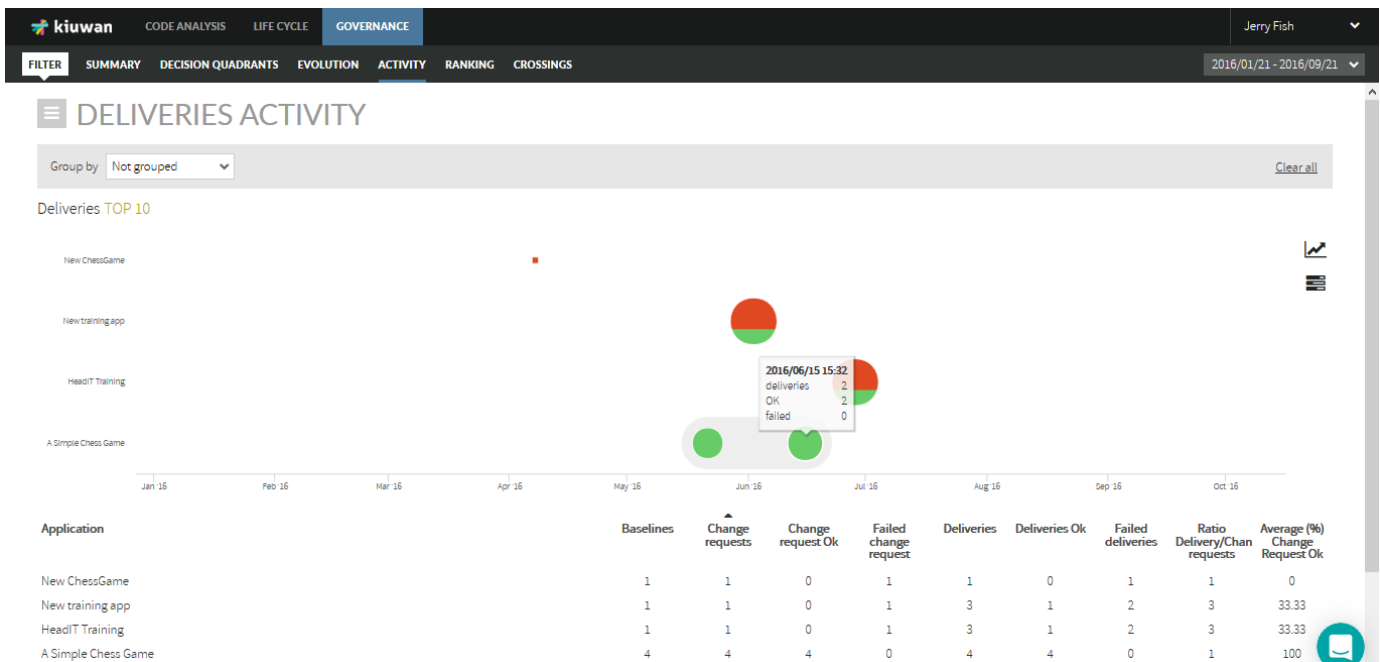 kiuwan CODE ANALYSIS LIFE CYCLE GOVERNANCE Jerry Fish
FILTER SUMMARY DECISION QUADRANTS EVOLUTION ACTIVITY RANKING CROSSINGS 2016/01/21 - 2016/09/21
DELIVERIES ACTIVITY
Group by Not grouped Clear all
Deliveries TOP 10
New ChessGame
New training app
2016/06/15 15:32
deliveries 2
OK 2
failed 0
HeadIT Training
A Simple Chess Game
Jan '16 Feb '16 Mar '16 Apr '16 May '16 Jun '16 Jul '16 Aug '16 Sep '16 Oct '16
Application Baselines Change requests Change request Ok Failed change request Deliveries Deliveries Ok Failed deliveries Ratio Delivery/Chan requests Average (%) Change Request Ok
New ChessGame 1 1 0 1 1 0 1 1 0
New training app 1 1 0 1 3 1 2 3 33.33
HeadIT Training 1 1 0 1 3 1 2 3 33.33
A Simple Chess Game 4 4 4 0 4 4 0 1 100